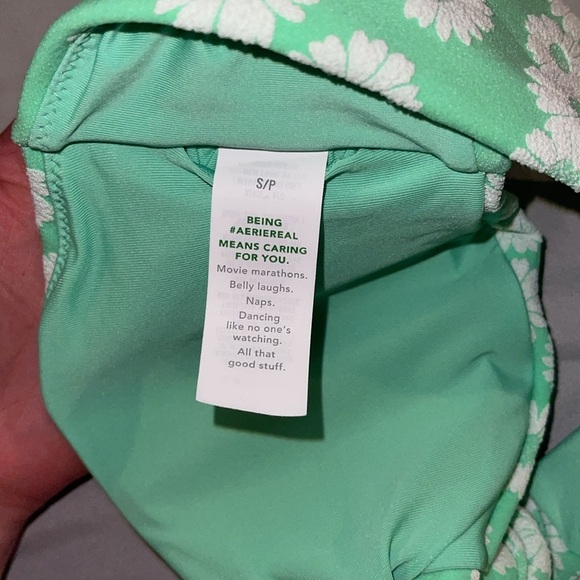 S/P
BEING
#AERIEREAL
MEANS CARING
FOR YOU.
Movie marathons.
Belly laughs.
Naps.
Dancing
like no one's
watching.
All that
good stuff.